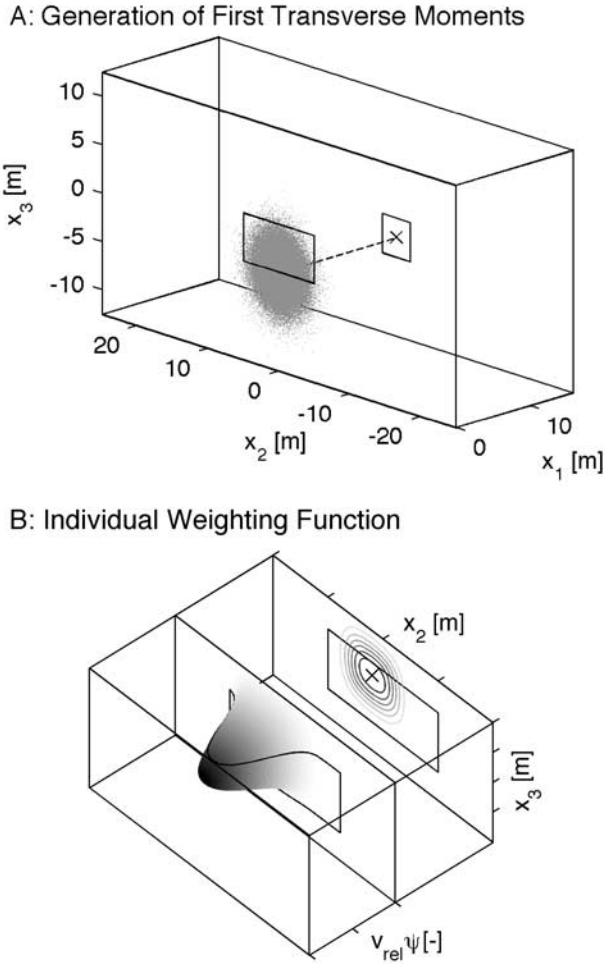 A: Generation of First Transverse Moments
10
5
0
-5
-10
x3 [m]
20
10
0
-10
-20
x2 [m]
0
10
x1 [m]
B: Individual Weighting Function
x2 [m]
x3 [m]
vrel ψ [-]